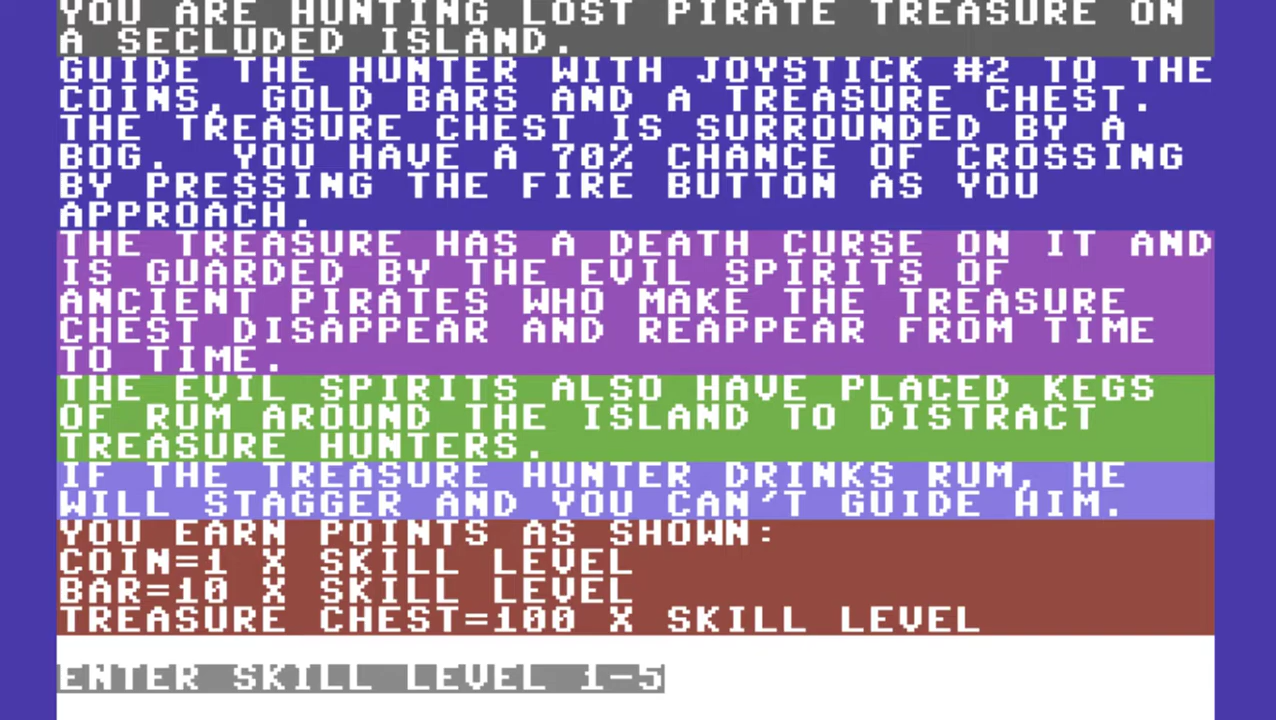 YOU ARE HUNTING LOST PIRATE TREASURE ON
A SECLUDED ISLAND.
GUIDE THE HUNTER WITH JOYSTICK #2 TO THE
COINS, GOLD BARS AND A TREASURE CHEST.
THE TREASURE CHEST IS SURROUNDED BY A
BOG.  YOU HAVE A 70% CHANCE OF CROSSING
BY PRESSING THE FIRE BUTTON AS YOU
APPROACH.
THE TREASURE HAS A DEATH CURSE ON IT AND
IS GUARDED BY THE EVIL SPIRITS OF
ANCIENT PIRATES WHO MAKE THE TREASURE
CHEST DISAPPEAR AND REAPPEAR FROM TIME
TO TIME.
THE EVIL SPIRITS ALSO HAVE PLACED KEGS
OF RUM AROUND THE ISLAND TO DISTRACT
TREASURE HUNTERS.
IF THE TREASURE HUNTER DRINKS RUM, HE
WILL STAGGER AND YOU CAN'T GUIDE HIM.
YOU EARN POINTS AS SHOWN:
COIN=1 X SKILL LEVEL
BAR=10 X SKILL LEVEL
TREASURE CHEST=100 X SKILL LEVEL
ENTER SKILL LEVEL 1-5